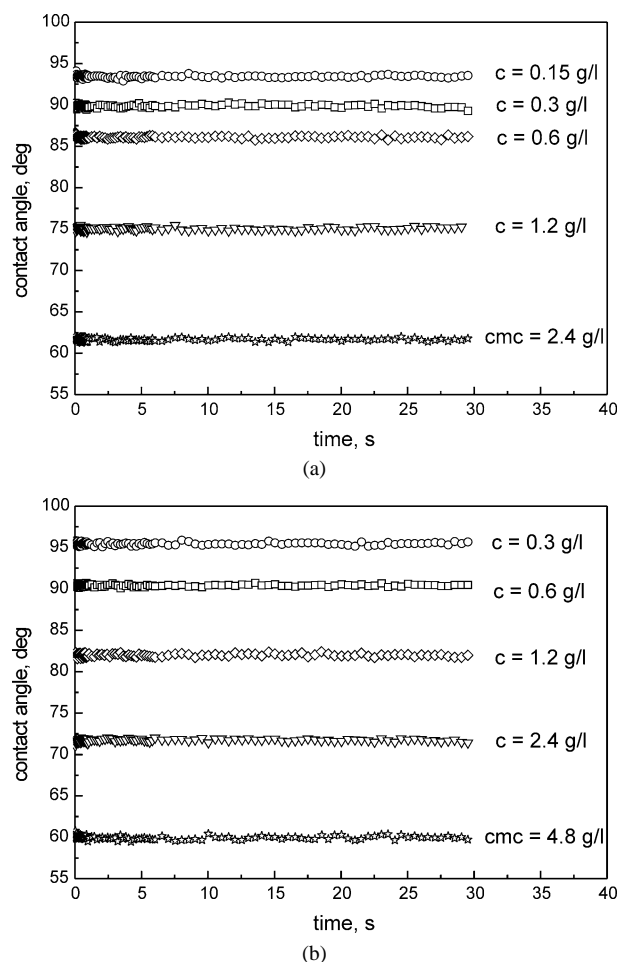 100
95
c = 0.15 g/l
90
c = 0.3 g/l
85
c = 0.6 g/l
80
75
c = 1.2 g/l
70
65
60
cmc = 2.4 g/l
55
contact angle, deg
0 5 10 15 20 25 30 35 40
time, s
(a)
100
95
c = 0.3 g/l
90
c = 0.6 g/l
85
80
c = 1.2 g/l
75
70
c = 2.4 g/l
65
60
cmc = 4.8 g/l
55
contact angle, deg
0 5 10 15 20 25 30 35 40
time, s
(b)